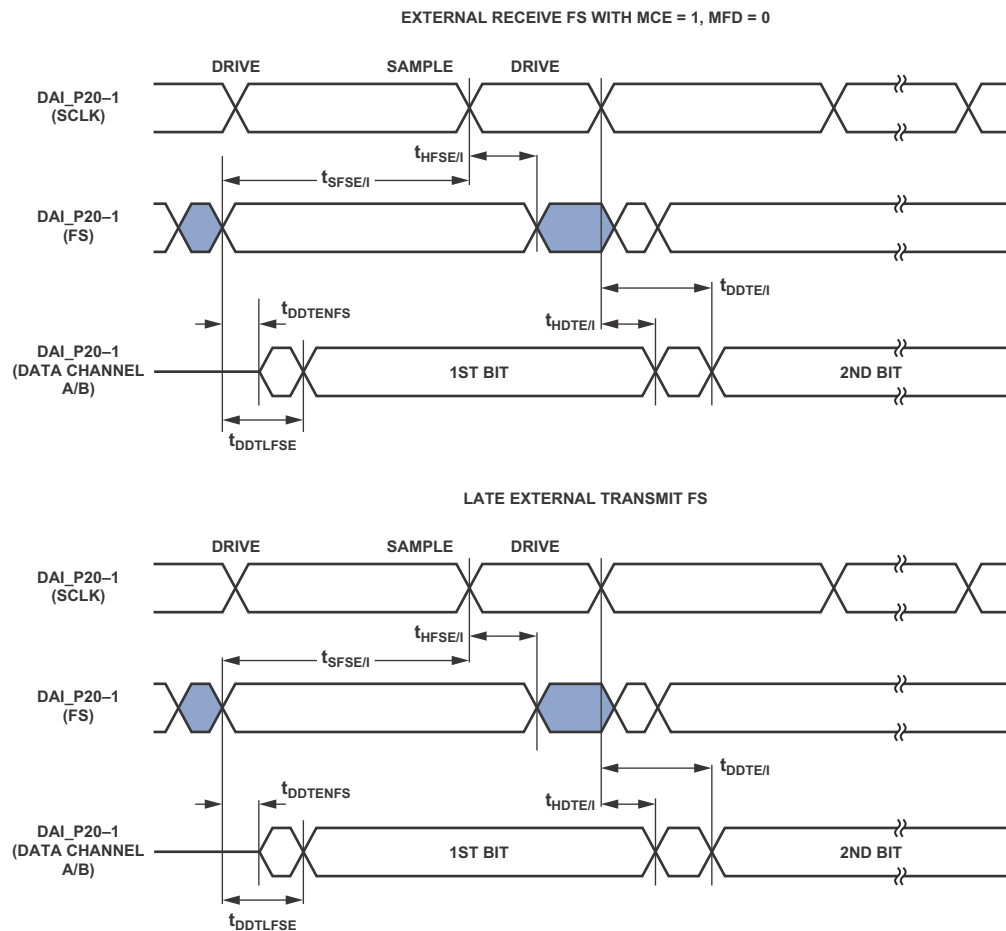 EXTERNAL RECEIVE FS WITH MCE = 1, MFD = 0
DRIVE SAMPLE DRIVE
DAI_P20–1
(SCLK)
tHFSE/I
tSFSE/I
DAI_P20–1
(FS)
tDDTE/I
tDDTENFS
tHDTE/I
DAI_P20–1
(DATA CHANNEL
A/B)
1ST BIT 2ND BIT
tDDTLFSE
LATE EXTERNAL TRANSMIT FS
DRIVE SAMPLE DRIVE
DAI_P20–1
(SCLK)
tHFSE/I
tSFSE/I
DAI_P20–1
(FS)
tDDTE/I
tDDTENFS
tHDTE/I
DAI_P20–1
(DATA CHANNEL
A/B)
1ST BIT 2ND BIT
tDDTLFSE